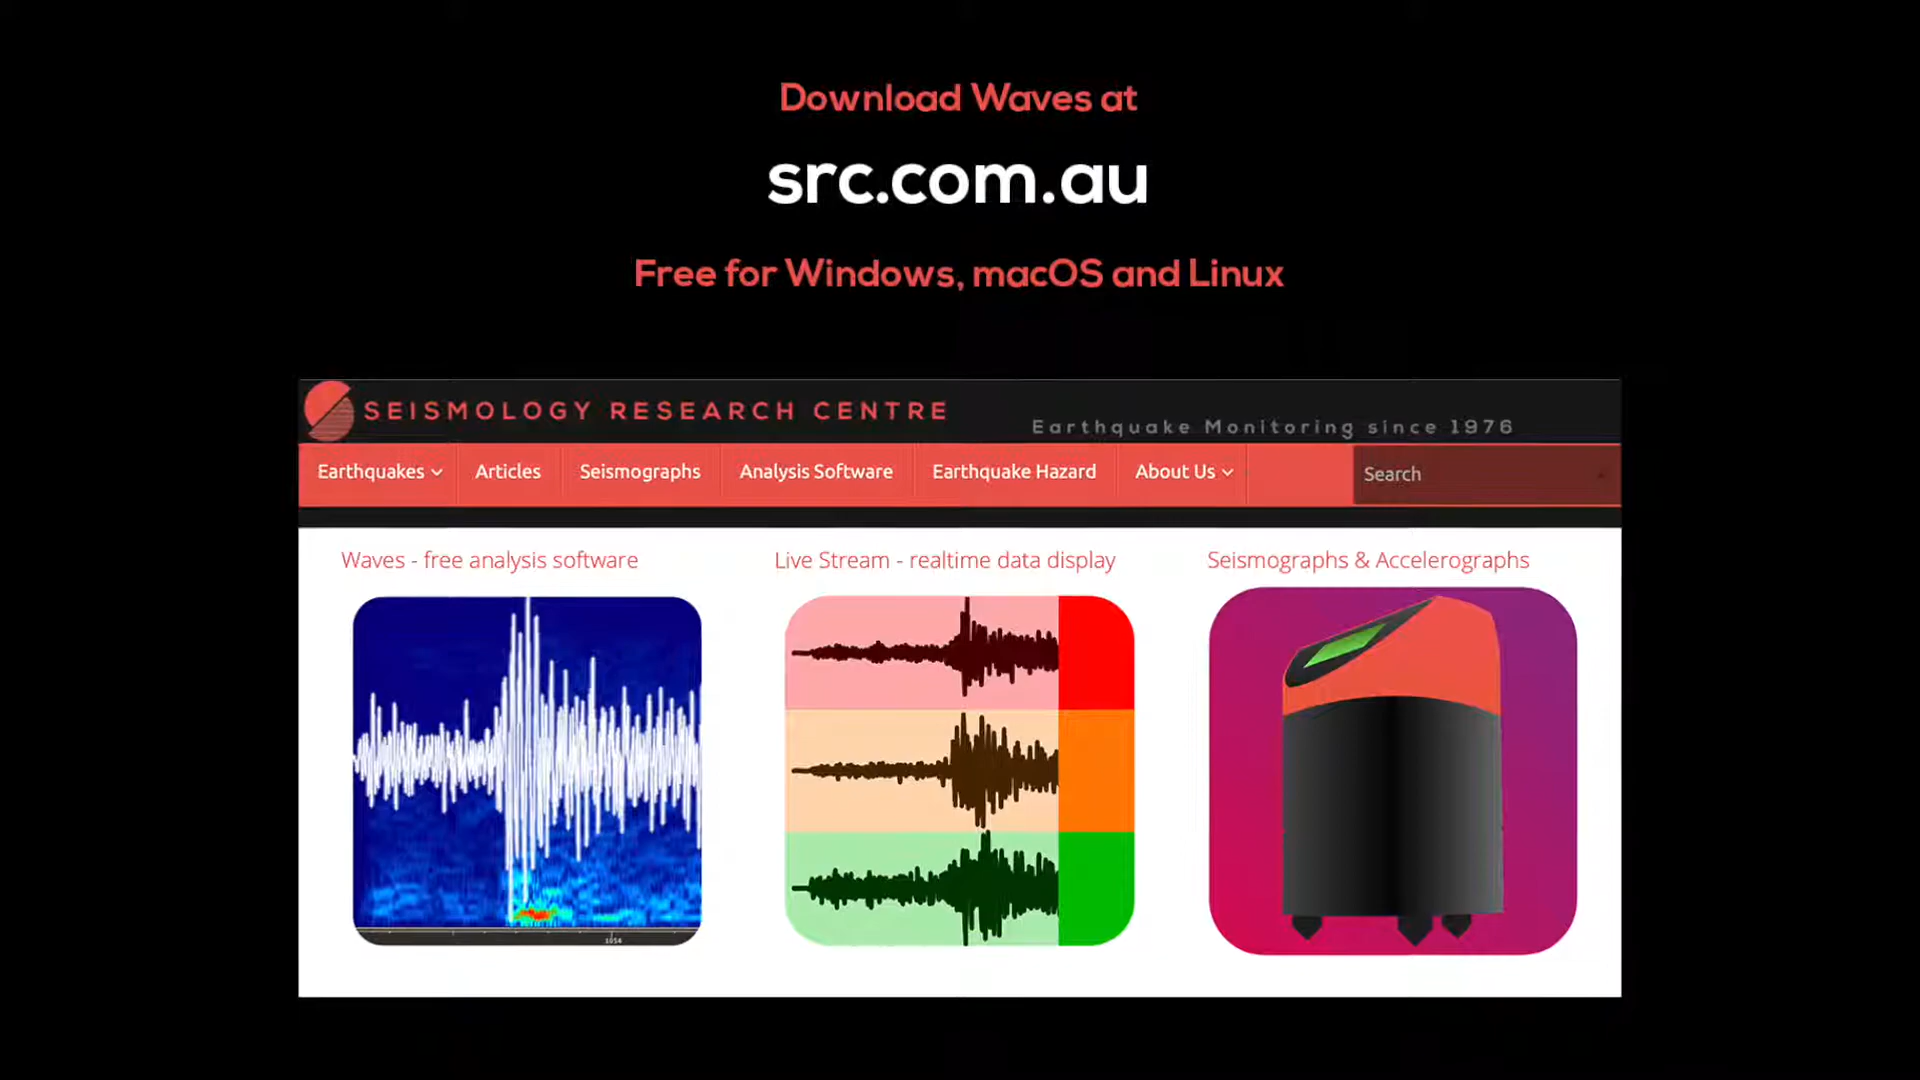 Download Waves at
src.com.au
Free for Windows, macOS and Linux
SEISMOLOGY RESEARCH CENTRE
Earthquake Monitoring since 1976
Earthquakes Articles Seismographs Analysis Software Earthquake Hazard About Us Search
Waves - free analysis software Live Stream - realtime data display Seismographs & Accelerographs
1054